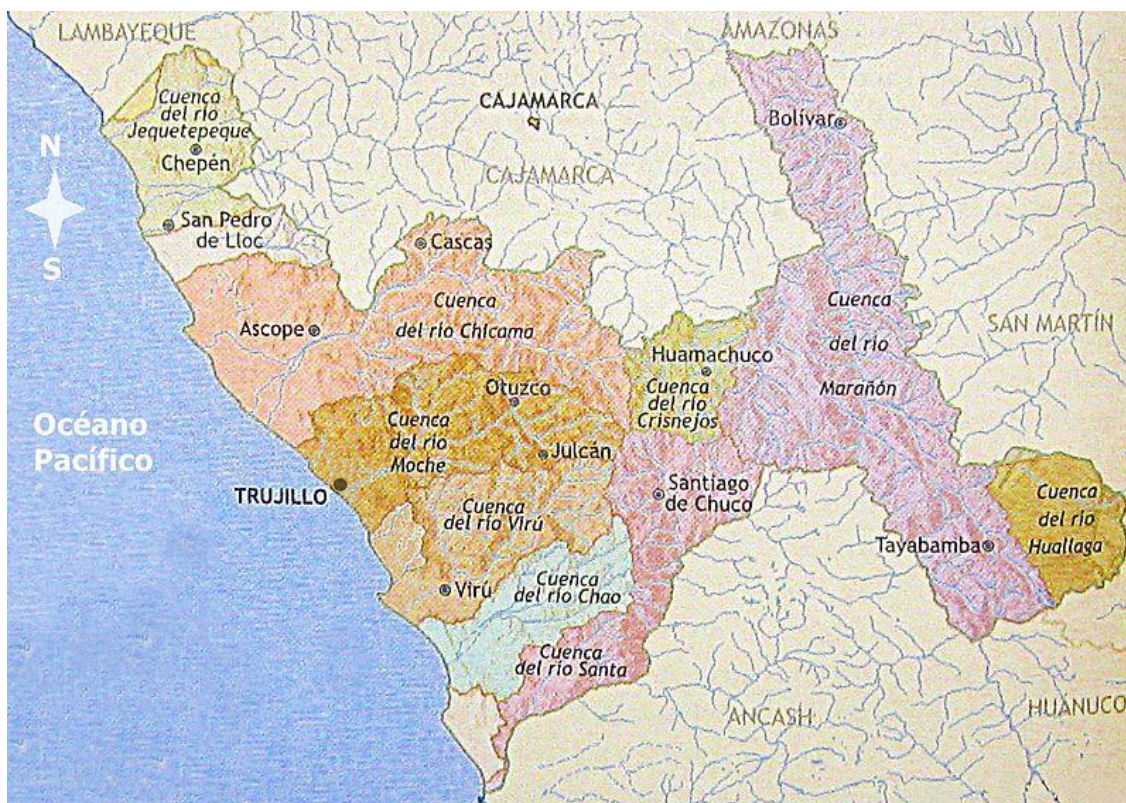 LAMBAYEQUE
AMAZONAS
Cuenca
del río
Jequetepeque
Chepén
CAJAMARCA
Bolívar
N
S
CAJAMARCA
San Pedro
de Lloc
Cascas
Cuenca
del río Chicama
Cuenca
del río
Marañón
SAN MARTÍN
Ascope
Huamachuco
Cuenca
del río
Crisnejos
Otuzco
Cuenca
del río
Moche
Julcán
Océano
Pacífico
TRUJILLO
Santiago
de Chuco
Cuenca
del río
Huallaga
Cuenca
del río Virú
Tayabamba
Virú
Cuenca
del río Chao
Cuenca
del río Santa
ANCASH
HUÁNUCO